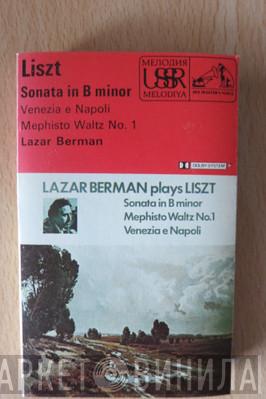 Liszt
Sonata in B minor
Venezia e Napoli
Mephisto Waltz No. 1
Lazar Berman
МЕЛОДИЯ
USSR
MELODIYA
HIS MASTER'S VOICE
DOLBY SYSTEM
LAZAR BERMAN plays LISZT
Sonata in B minor
Mephisto Waltz No.1
Venezia e Napoli
МАРКЕТ ВИНИЛА